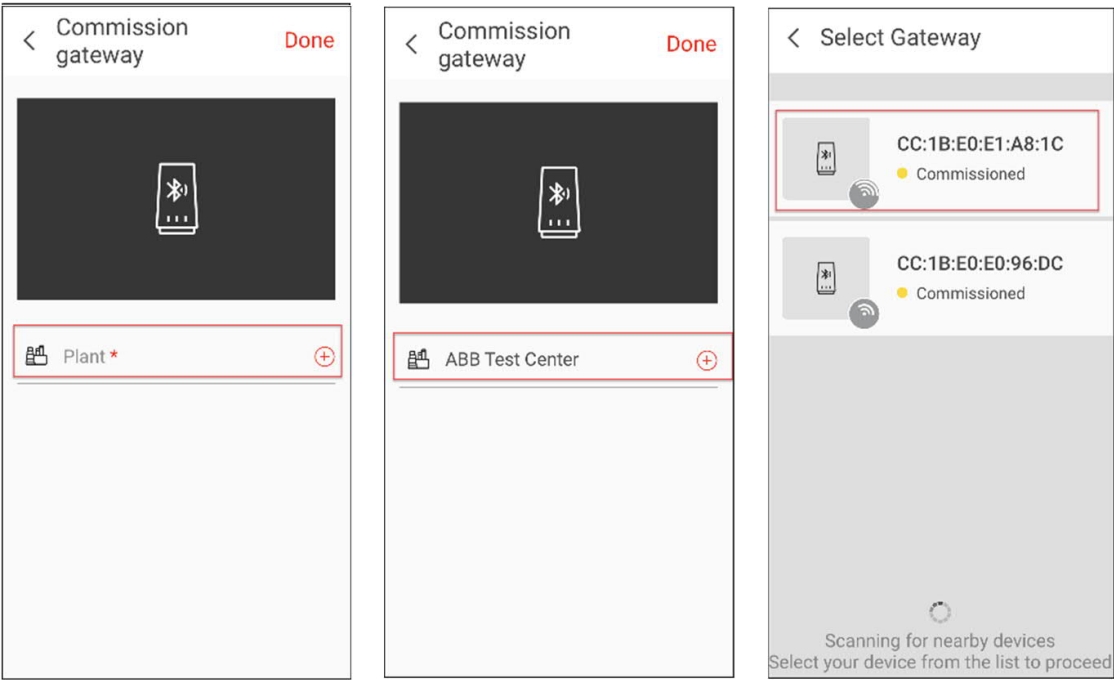 Commission
gateway
Done
Plant *
Commission
gateway
Done
ABB Test Center
Select Gateway
CC:1B:E0:E1:A8:1C
Commissioned
CC:1B:E0:E0:96:DC
Commissioned
Scanning for nearby devices
Select your device from the list to proceed